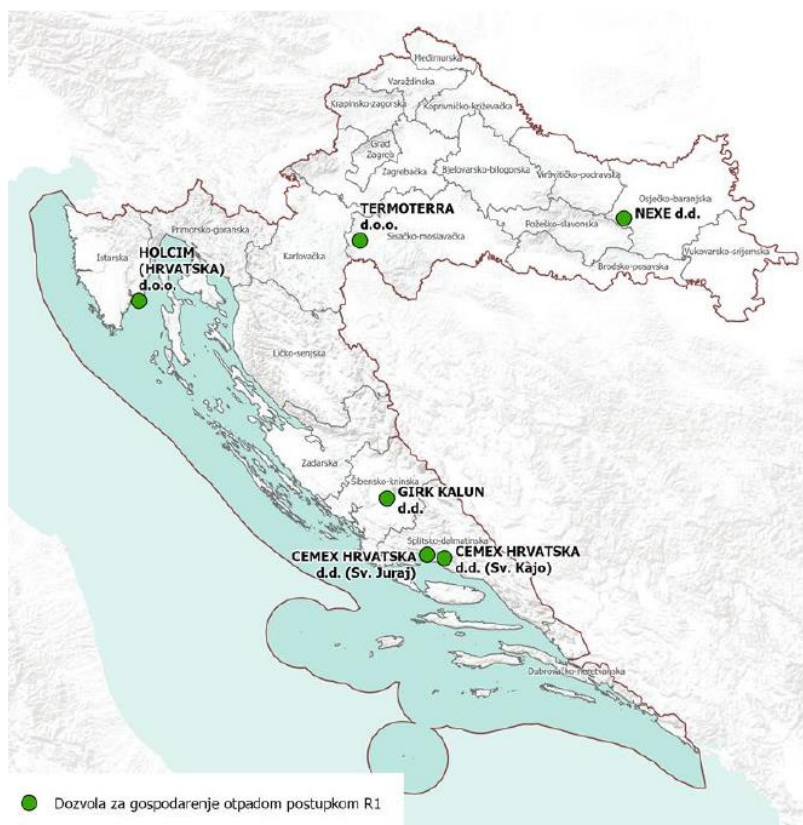 Međimurska
Varaždinska
Krapinsko-zagorska
Koprivničko-križevačka
Grad
Zagreb
Zagrebačka
Bjelovarsko-bilogorska
Virovitičko-podravska
Osječko-baranjska
NEXE d.d.
Požeško-slavonska
Vukovarsko-srijemska
Brodsko-posavska
TERMOTERRA
d.o.o.
Sisačko-moslavačka
Primorsko-goranska
Karlovačka
Istarska
HOLCIM
(HRVATSKA)
d.o.o.
Ličko-senjska
Zadarska
Šibensko-kninska
GIRK KALUN
d.d.
Splitsko-dalmatinska
CEMEX HRVATSKA
d.d. (Sv. Juraj)
CEMEX HRVATSKA
d.d. (Sv. Kajo)
Dubrovačko-neretvanska
Dozvola za gospodarenje otpadom postupkom R1